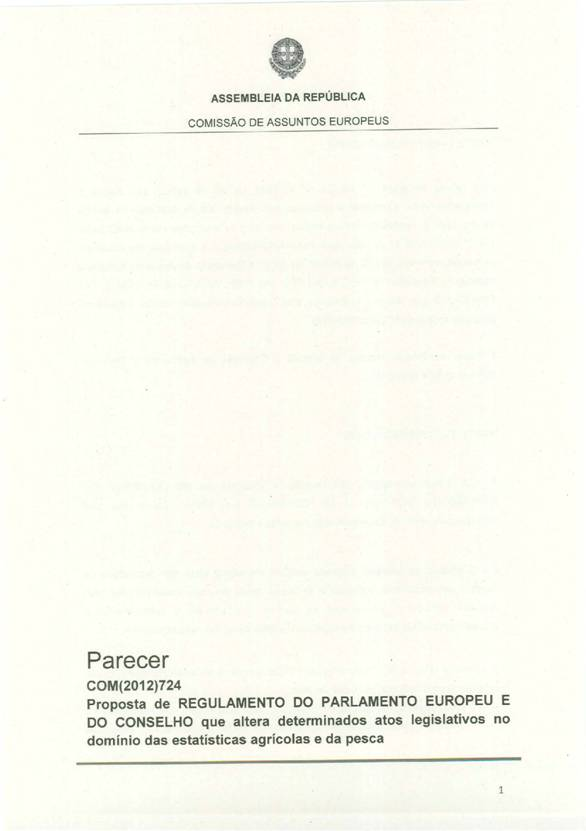 ASSEMBLEIA DA REPÚBLICA
COMISSÃO DE ASSUNTOS EUROPEUS
Parecer
COM(2012)724
Proposta de REGULAMENTO DO PARLAMENTO EUROPEU E
DO CONSELHO que altera determinados atos legislativos no
domínio das estatísticas agrícolas e da pesca
1